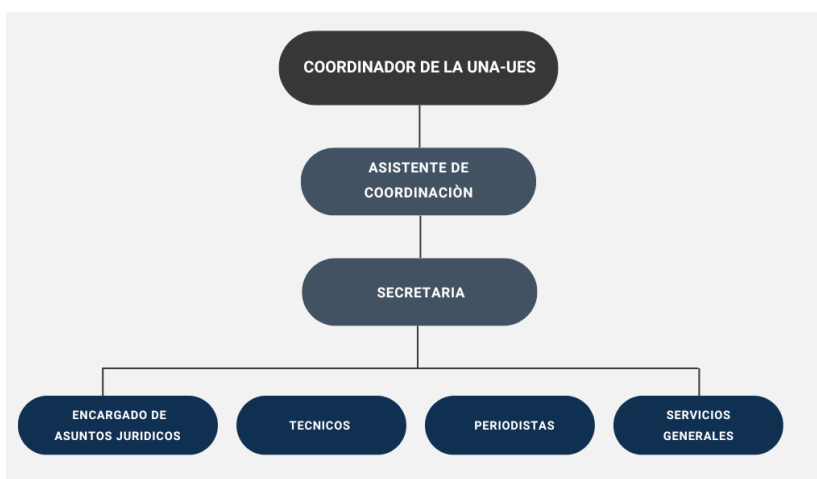 COORDINADOR DE LA UNA-UES
ASISTENTE DE
COORDINACIÒN
SECRETARIA
ENCARGADO DE
ASUNTOS JURIDICOS
TECNICOS
PERIODISTAS
SERVICIOS
GENERALES